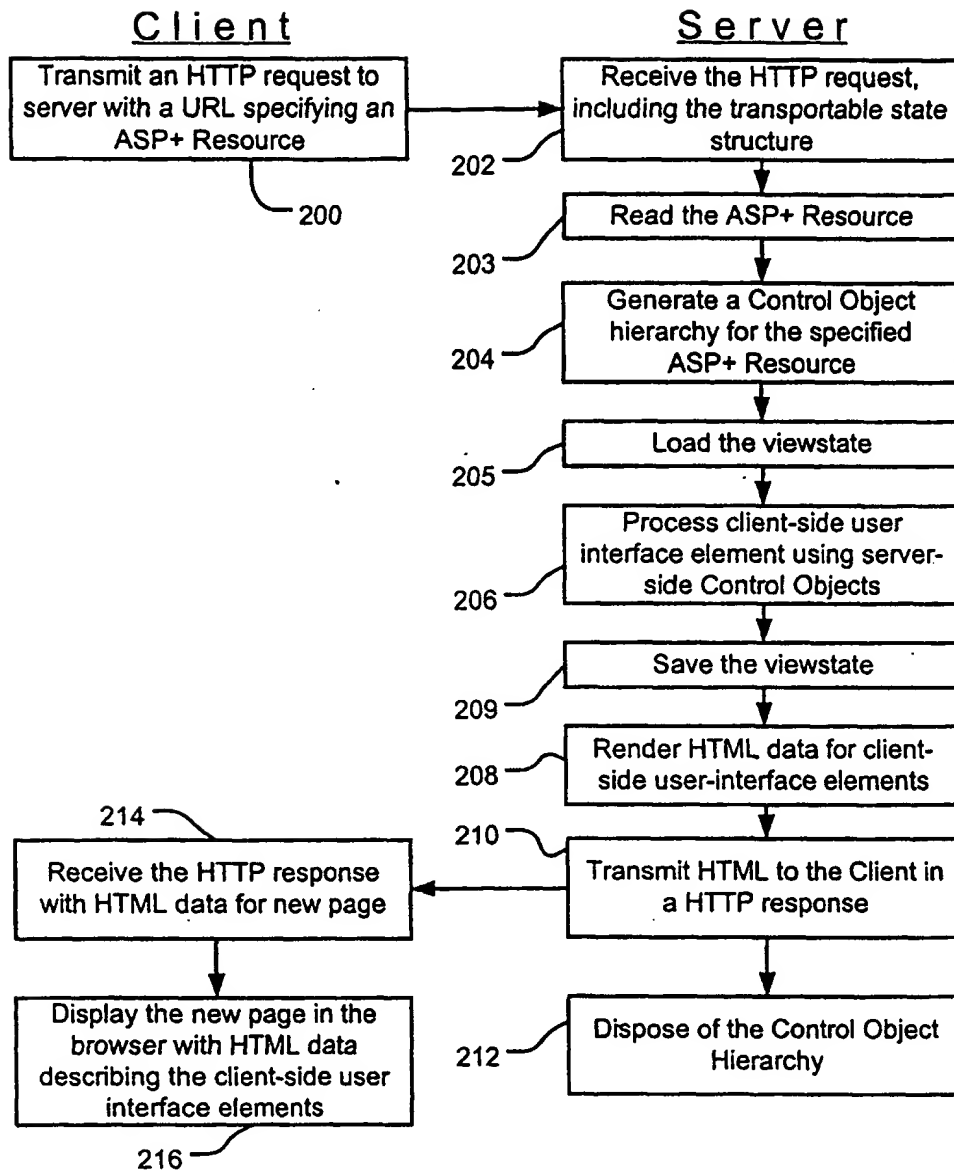 Client
Server
Transmit an HTTP request to
server with a URL specifying an
ASP+ Resource
200
Receive the HTTP request,
including the transportable state
structure
202
Read the ASP+ Resource
203
Generate a Control Object
hierarchy for the specified
ASP+ Resource
204
Load the viewstate
205
Process client-side user
interface element using server-
side Control Objects
206
Save the viewstate
209
Render HTML data for client-
side user-interface elements
208
210
Transmit HTML to the Client in
a HTTP response
214
Receive the HTTP response
with HTML data for new page
Dispose of the Control Object
Hierarchy
212
Display the new page in the
browser with HTML data
describing the client-side user
interface elements
216